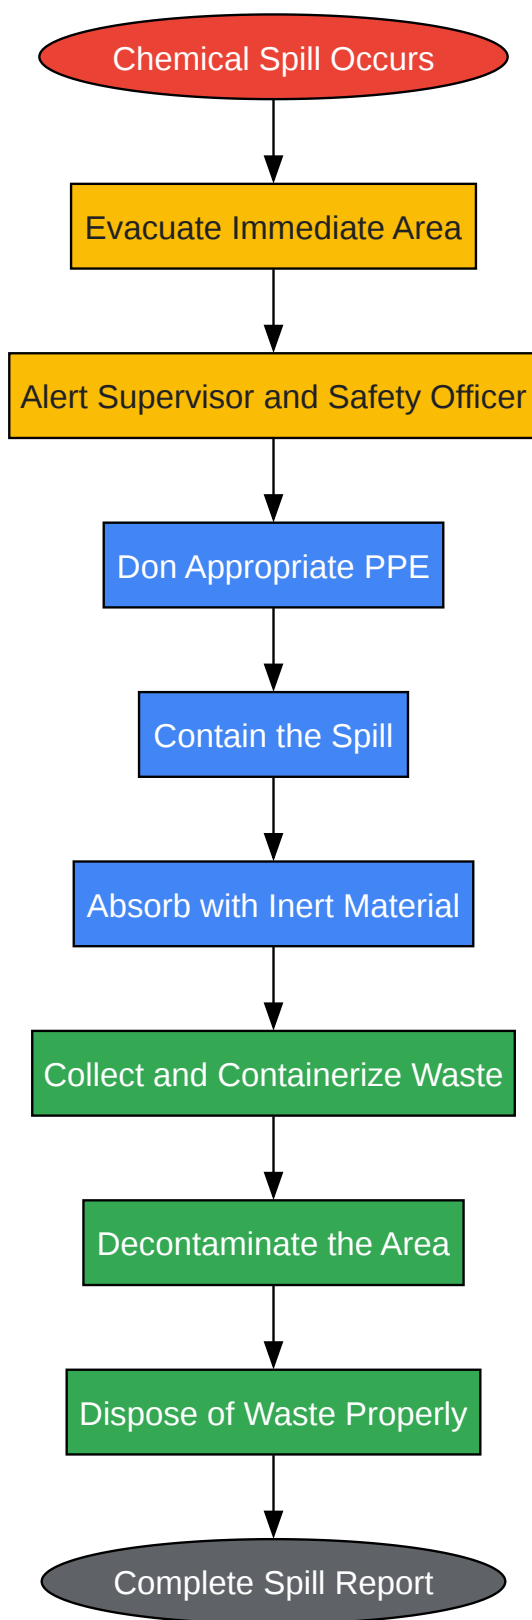 Chemical Spill Occurs
Evacuate Immediate Area
Alert Supervisor and Safety Officer
Don Appropriate PPE
Contain the Spill
Absorb with Inert Material
Collect and Containerize Waste
Decontaminate the Area
Dispose of Waste Properly
Complete Spill Report